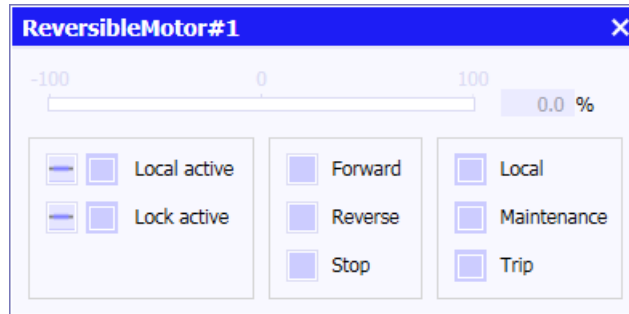 ReversibleMotor#1
-100 0 100
0.0 %
Local active
Lock active
Forward
Reverse
Stop
Local
Maintenance
Trip